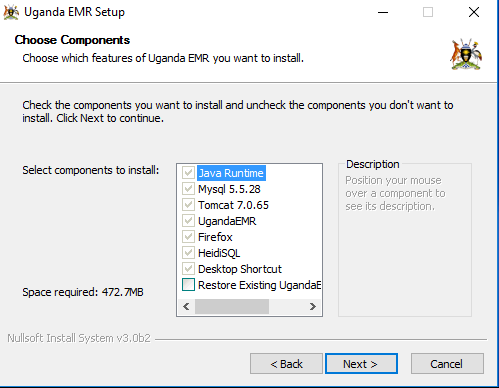 Uganda EMR Setup
Choose Components
Choose which features of Uganda EMR you want to install.
Check the components you want to install and uncheck the components you don't want to
install. Click Next to continue.
Select components to install:
Java Runtime
Mysql 5.5.28
Tomcat 7.0.65
UgandaEMR
Firefox
HeidiSQL
Desktop Shortcut
Restore Existing UgandaE
Description
Position your mouse
over a component to
see its description.
Space required: 472.7MB
Nullsoft Install System v3.0b2
< Back
Next >
Cancel